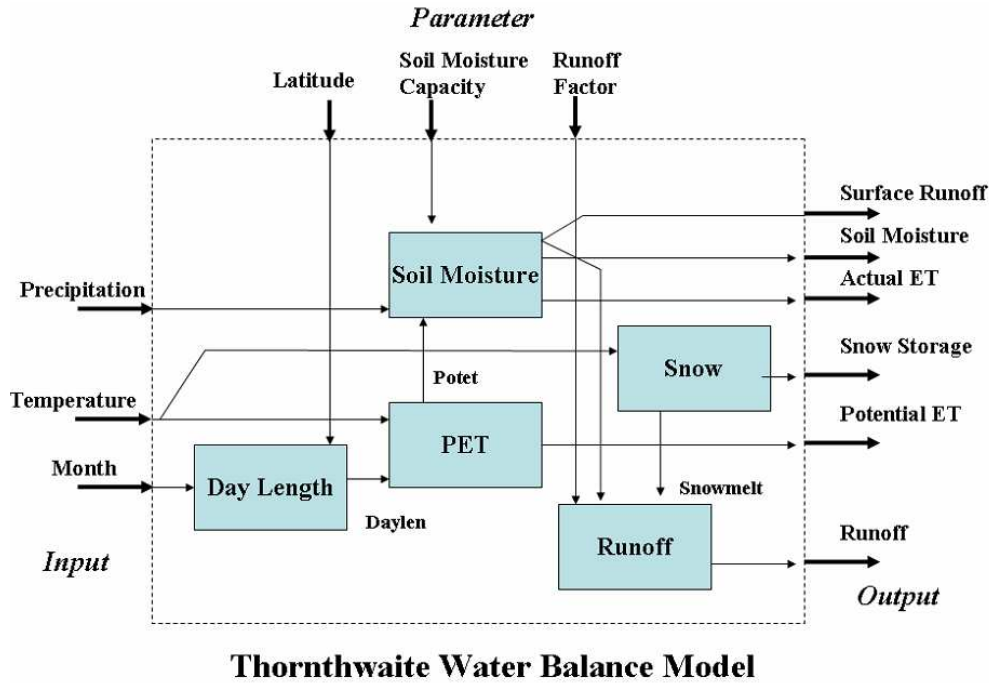 Parameter
Latitude
Soil Moisture
Capacity
Runoff
Factor
Surface Runoff
Soil Moisture
Actual ET
Snow Storage
Potential ET
Runoff
Output
Precipitation
Temperature
Month
Input
Soil Moisture
Snow
Potet
PET
Day Length
Daylen
Snowmelt
Runoff
Thornthwaite Water Balance Model